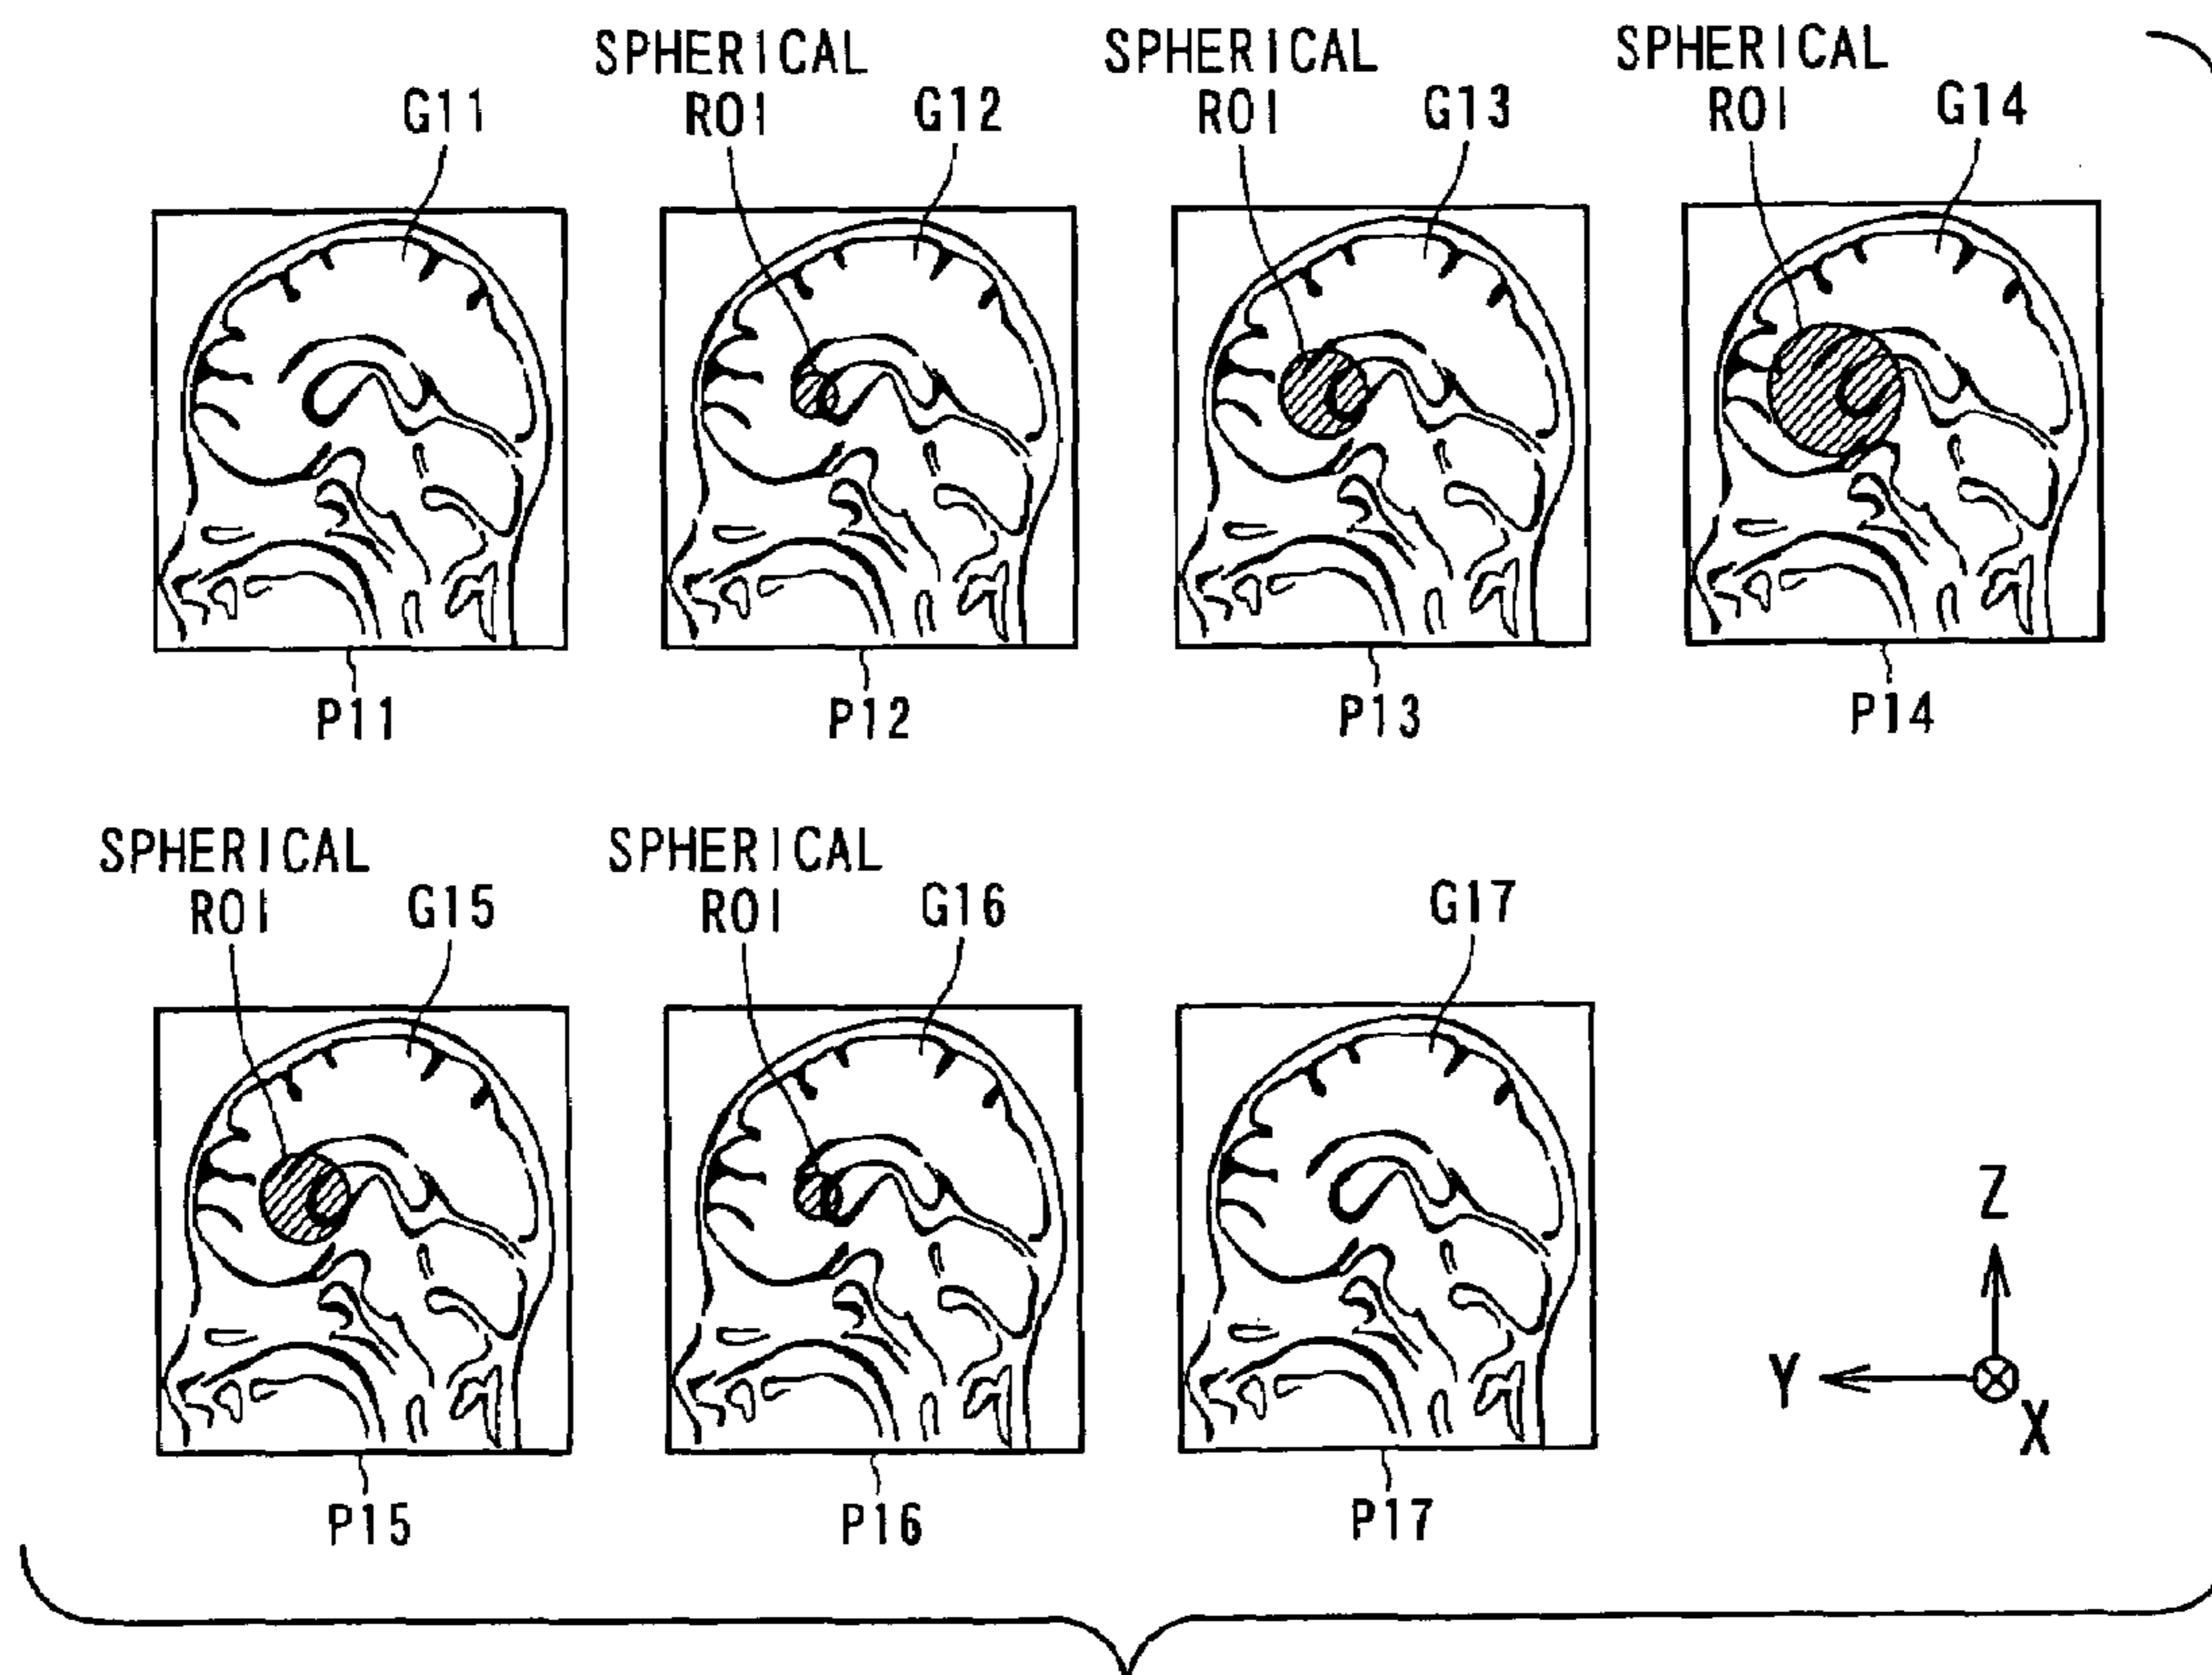 SPHERICAL
ROI
G11
G12
SPHERICAL
ROI
G13
SPHERICAL
ROI
G14
P11
P12
P13
P14
SPHERICAL
ROI
G15
SPHERICAL
ROI
G16
G17
P15
P16
P17
Z
Y
X